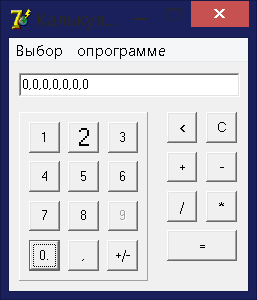 Выбор опрограмме
0,0,0,0,0,0,0
1 2 3 < C
4 5 6 + -
7 8 9 / *
0. , +/- =